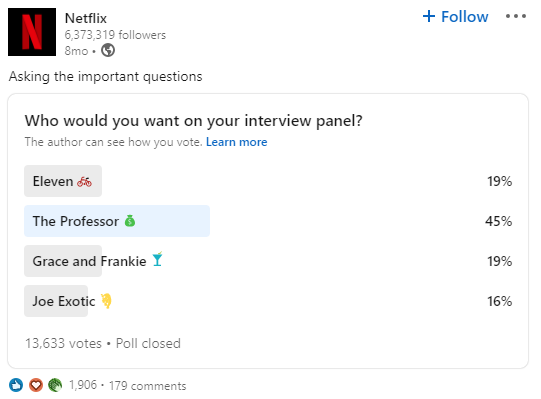 N
Netflix
+ Follow •••
6,373,319 followers
8mo •
Asking the important questions
Who would you want on your interview panel?
The author can see how you vote. Learn more
Eleven 🚲 19%
The Professor 💰 45%
Grace and Frankie 🍸 19%
Joe Exotic 16%
13,633 votes • Poll closed
1,906 • 179 comments